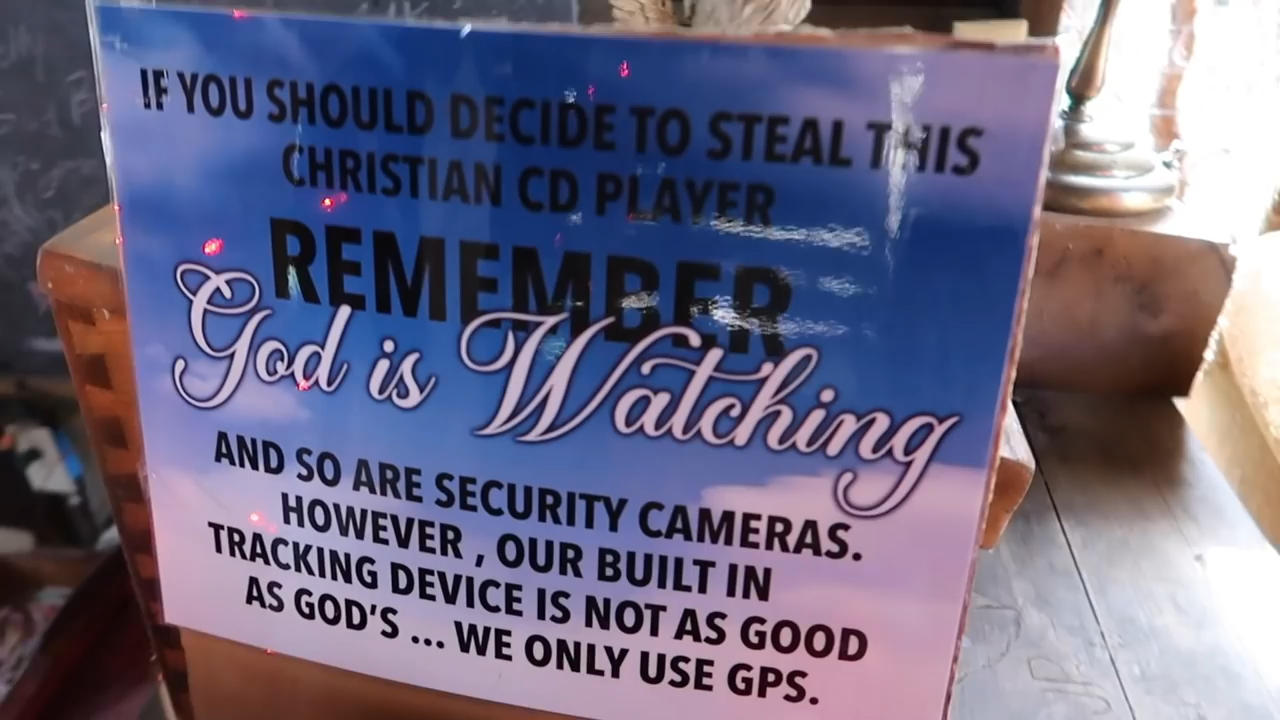 IF YOU SHOULD DECIDE TO STEAL THIS
CHRISTIAN CD PLAYER
REMEMBER
God is Watching
AND SO ARE SECURITY CAMERAS.
HOWEVER , OUR BUILT IN
TRACKING DEVICE IS NOT AS GOOD
AS GOD'S ... WE ONLY USE GPS.